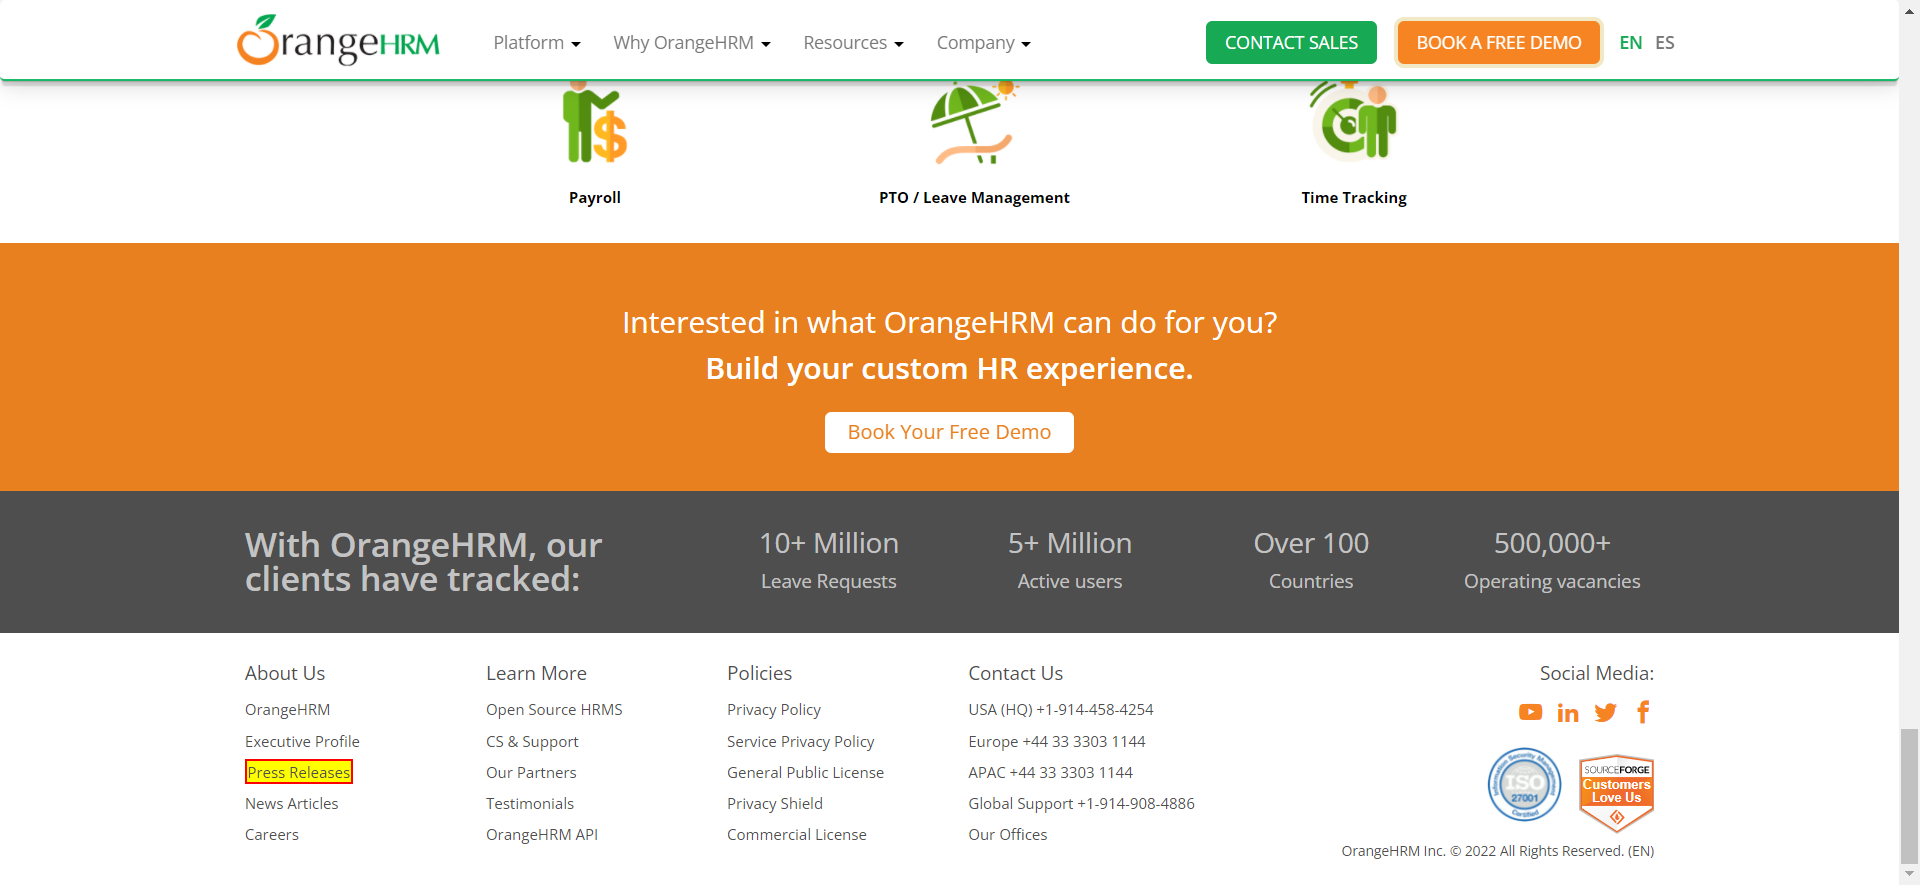 OrangeHRM
Platform
Why OrangeHRM
Resources
Company
CONTACT SALES
BOOK A FREE DEMO
EN
ES
Payroll
PTO / Leave Management
Time Tracking
Interested in what OrangeHRM can do for you?
Build your custom HR experience.
Book Your Free Demo
With OrangeHRM, our
clients have tracked:
10+ Million
Leave Requests
5+ Million
Active users
Over 100
Countries
500,000+
Operating vacancies
About Us
OrangeHRM
Executive Profile
Press Releases
News Articles
Careers
Learn More
Open Source HRMS
CS & Support
Our Partners
Testimonials
OrangeHRM API
Policies
Privacy Policy
Service Privacy Policy
General Public License
Privacy Shield
Commercial License
Contact Us
USA (HQ) +1-914-458-4254
Europe +44 33 3303 1144
APAC +44 33 3303 1144
Global Support +1-914-908-4886
Our Offices
Social Media:
Information Security Management
ISO
27001
Certified
SOURCEFORGE
Customers
Love Us
OrangeHRM Inc. © 2022 All Rights Reserved. (EN)